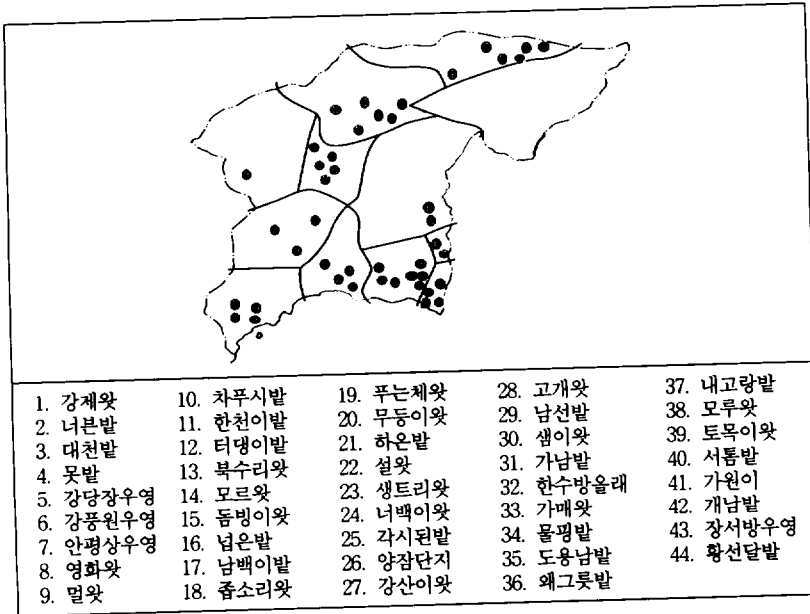 1. 강제왓
2. 너븐밭
3. 대천밭
4. 못밭
5. 강당장우영
6. 강풍원우영
7. 안평상우영
8. 영화왓
9. 멀왓
10. 차푸시밭
11. 한천이밭
12. 터댕이밭
13. 북수리왓
14. 모르왓
15. 돔빙이왓
16. 넙은밭
17. 남백이밭
18. 좁소리왓
19. 푸는체왓
20. 무등이왓
21. 하온밭
22. 설왓
23. 생트리왓
24. 너백이왓
25. 각시된밭
26. 양잠단지
27. 강산이왓
28. 고개왓
29. 남선밭
30. 샘이왓
31. 가남밭
32. 한수방올래
33. 가매왓
34. 물핑밭
35. 도용남밭
36. 왜그릇밭
37. 내고랑밭
38. 모루왓
39. 토목이왓
40. 서톰밭
41. 가원이
42. 개남밭
43. 장서방우영
44. 황선달밭